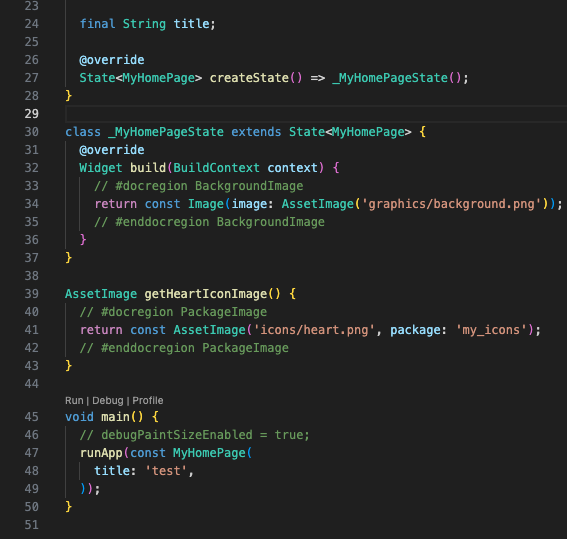 23
24 final String title;
25
26 @override
27 State<MyHomePage> createState() => _MyHomePageState();
28 }
29
30 class _MyHomePageState extends State<MyHomePage> {
31 @override
32 Widget build(BuildContext context) {
33 // #docregion BackgroundImage
34 return const Image(image: AssetImage('graphics/background.png'));
35 // #enddocregion BackgroundImage
36 }
37 }
38
39 AssetImage getHeartIconImage() {
40 // #docregion PackageImage
41 return const AssetImage('icons/heart.png', package: 'my_icons');
42 // #enddocregion PackageImage
43 }
44
Run | Debug | Profile
45 void main() {
46 // debugPaintSizeEnabled = true;
47 runApp(const MyHomePage(
48 title: 'test',
49 ));
50 }
51